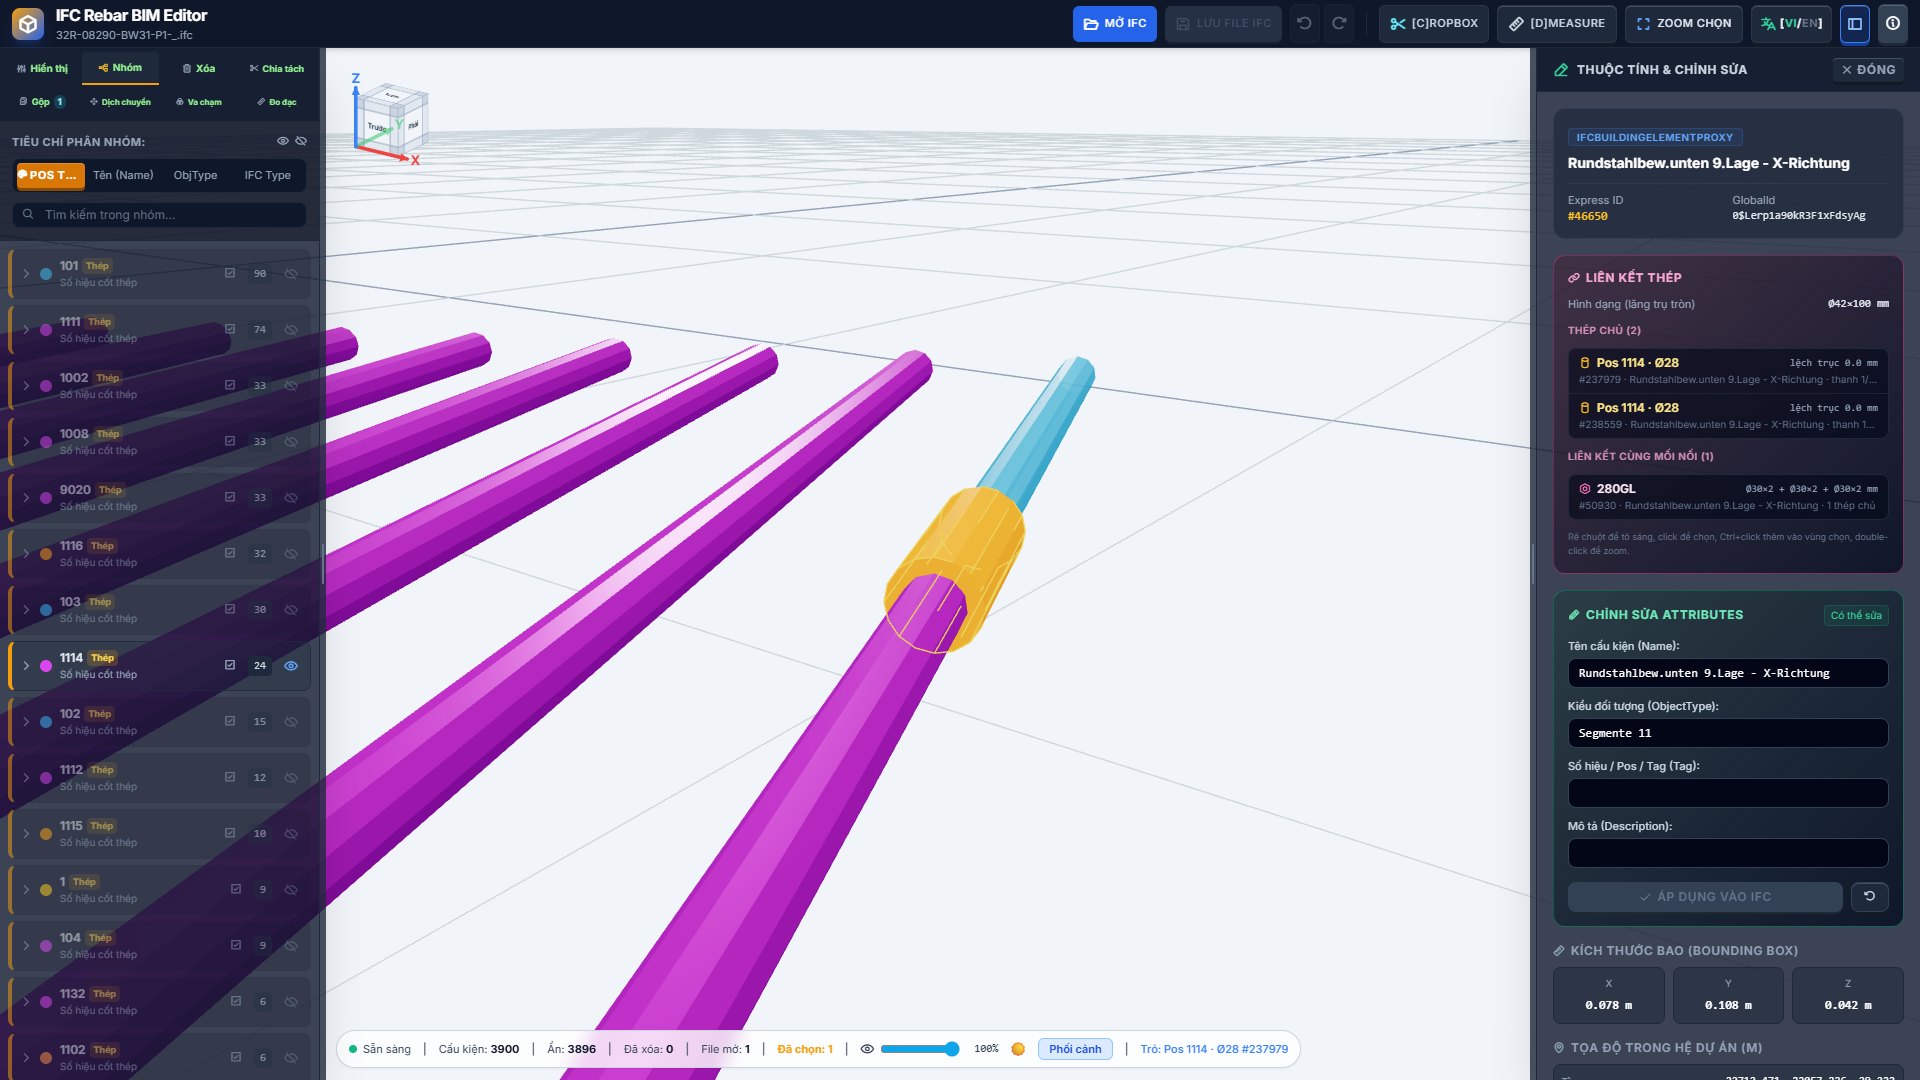 IFC Rebar BIM Editor
32R-08290-BW31-P1-_.ifc
MỞ IFC
LƯU FILE IFC
[C]ROPBOX
[D]MEASURE
ZOOM CHỌN
[VI/EN]
Hiển thị
Nhóm
Xóa
Chia tách
Gộp 1
Dịch chuyển
Va chạm
Đo đạc
TIÊU CHÍ PHÂN NHÓM:
POS T...
Tên (Name)
ObjType
IFC Type
Tìm kiếm trong nhóm...
101 Thép 90
Số hiệu cốt thép
1111 Thép 74
Số hiệu cốt thép
1002 Thép 33
Số hiệu cốt thép
1008 Thép 33
Số hiệu cốt thép
9020 Thép 33
Số hiệu cốt thép
1116 Thép 32
Số hiệu cốt thép
103 Thép 30
Số hiệu cốt thép
1114 Thép 24
Số hiệu cốt thép
102 Thép 15
Số hiệu cốt thép
1112 Thép 12
Số hiệu cốt thép
1115 Thép 10
Số hiệu cốt thép
1 Thép 9
Số hiệu cốt thép
104 Thép 9
Số hiệu cốt thép
1132 Thép 6
Số hiệu cốt thép
1102 Thép 6
Số hiệu cốt thép
Z
Trước
Y
Phải
X
Sẵn sàng
Cấu kiện: 3900
Ẩn: 3896
Đã xóa: 0
File mở: 1
Đã chọn: 1
100%
Phối cảnh
Trỏ: Pos 1114 · Ø28 #237979
THUỘC TÍNH & CHỈNH SỬA
ĐÓNG
IFCBUILDINGELEMENTPROXY
Rundstahlbew.unten 9.Lage - X-Richtung
Express ID
#46650
GlobalId
0$Lerp1a90kR3F1xFdsyAg
LIÊN KẾT THÉP
Hình dạng (lăng trụ tròn) Ø42×100 mm
THÉP CHỦ (2)
Pos 1114 · Ø28 lệch trục 0.0 mm
#237979 · Rundstahlbew.unten 9.Lage - X-Richtung · thanh 1/...
Pos 1114 · Ø28 lệch trục 0.0 mm
#238559 · Rundstahlbew.unten 9.Lage - X-Richtung · thanh 1...
LIÊN KẾT CÙNG MỐI NỐI (1)
280GL Ø30×2 + Ø30×2 + Ø30×2 mm
#50930 · Rundstahlbew.unten 9.Lage - X-Richtung · 1 thép chủ
Rê chuột để tô sáng, click để chọn, Ctrl+click thêm vào vùng chọn, double-
click để zoom.
CHỈNH SỬA ATTRIBUTES
Có thể sửa
Tên cấu kiện (Name):
Rundstahlbew.unten 9.Lage - X-Richtung
Kiểu đối tượng (ObjectType):
Segmente 11
Số hiệu / Pos / Tag (Tag):
Mô tả (Description):
ÁP DỤNG VÀO IFC
KÍCH THƯỚC BAO (BOUNDING BOX)
X
0.078 m
Y
0.108 m
Z
0.042 m
TỌA ĐỘ TRONG HỆ DỰ ÁN (M)